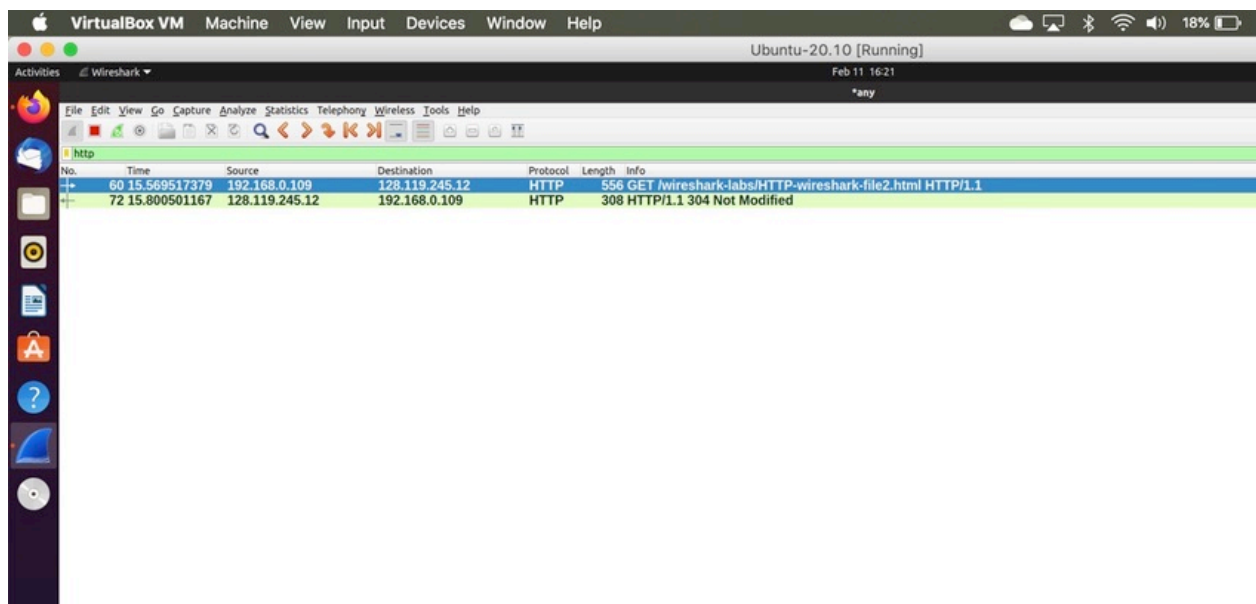 VirtualBox VM Machine View Input Devices Window Help 18%
Ubuntu-20.10 [Running]
Activities Wireshark Feb 11 16:21
*any
File Edit View Go Capture Analyze Statistics Telephony Wireless Tools Help
http
No. Time Source Destination Protocol Length Info
60 15.569517379 192.168.0.109 128.119.245.12 HTTP 556 GET /wireshark-labs/HTTP-wireshark-file2.html HTTP/1.1
72 15.800501167 128.119.245.12 192.168.0.109 HTTP 308 HTTP/1.1 304 Not Modified